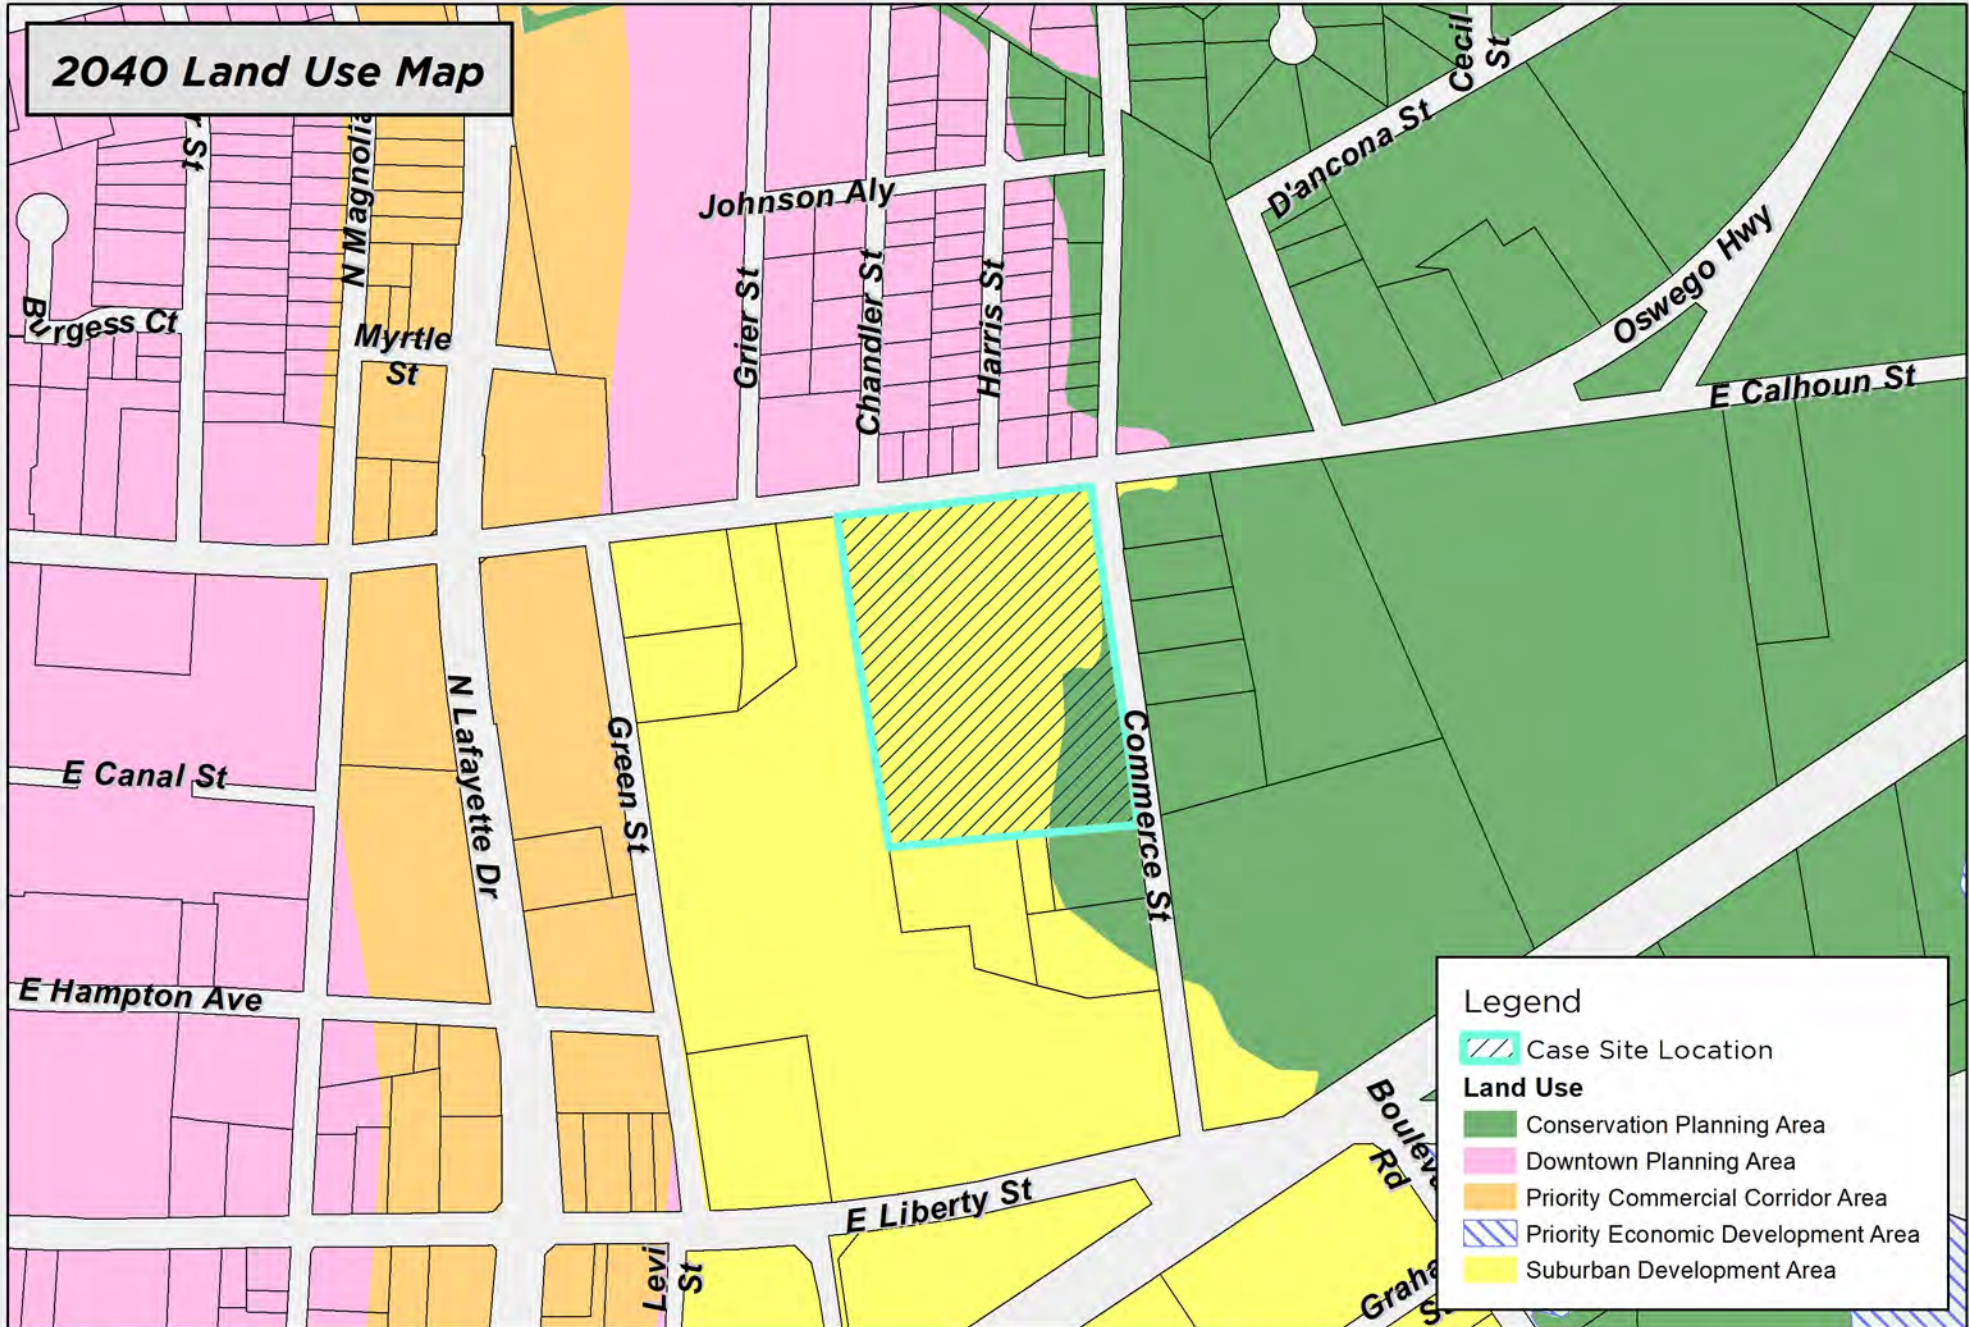 2040 Land Use Map
Cecil
St
D'ancona St
r St
N Magnolia
Johnson Aly
Oswego Hwy
Burgess Ct
Myrtle
St
Grier St
Chandler St
Harris St
E Calhoun St
E Canal St
N Lafayette Dr
Green St
Commerce St
E Hampton Ave
E Liberty St
Levi
St
Boulev
Rd
Graha
S
Legend
Case Site Location
Land Use
Conservation Planning Area
Downtown Planning Area
Priority Commercial Corridor Area
Priority Economic Development Area
Suburban Development Area